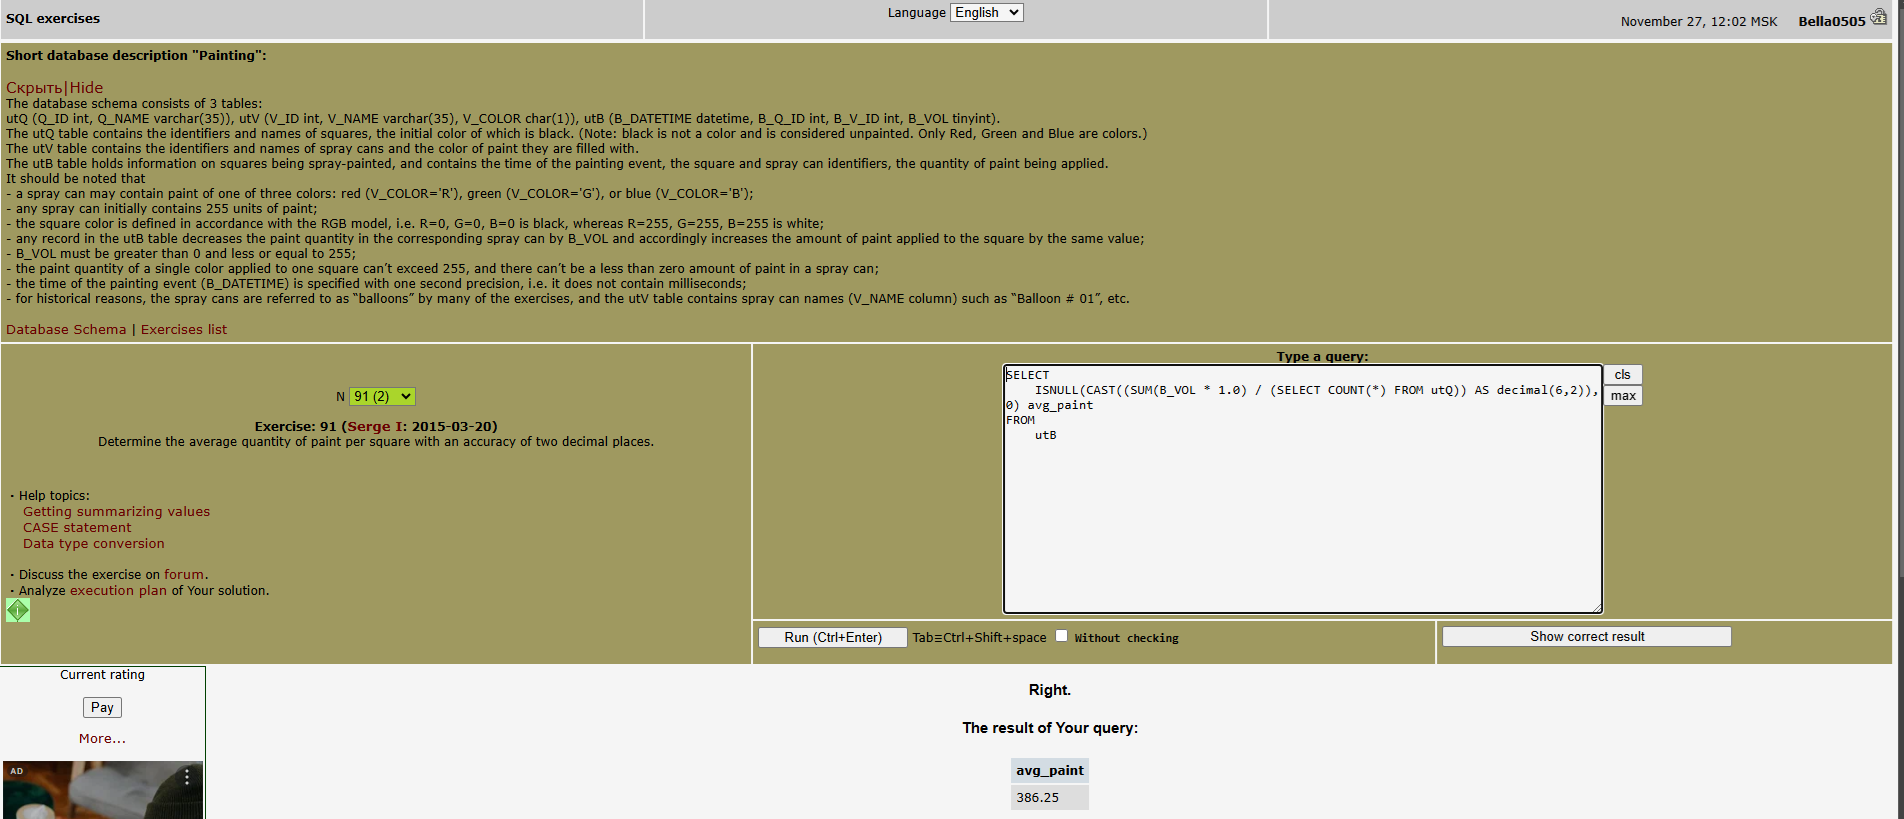 SQL exercises
Language English
November 27, 12:02 MSK Bella0505
Short database description "Painting":
Скрыть|Hide
The database schema consists of 3 tables:
utQ (Q_ID int, Q_NAME varchar(35)), utV (V_ID int, V_NAME varchar(35), V_COLOR char(1)), utB (B_DATETIME datetime, B_Q_ID int, B_V_ID int, B_VOL tinyint).
The utQ table contains the identifiers and names of squares, the initial color of which is black. (Note: black is not a color and is considered unpainted. Only Red, Green and Blue are colors.)
The utV table contains the identifiers and names of spray cans and the color of paint they are filled with.
The utB table holds information on squares being spray-painted, and contains the time of the painting event, the square and spray can identifiers, the quantity of paint being applied.
It should be noted that
- a spray can may contain paint of one of three colors: red (V_COLOR='R'), green (V_COLOR='G'), or blue (V_COLOR='B');
- any spray can initially contains 255 units of paint;
- the square color is defined in accordance with the RGB model, i.e. R=0, G=0, B=0 is black, whereas R=255, G=255, B=255 is white;
- any record in the utB table decreases the paint quantity in the corresponding spray can by B_VOL and accordingly increases the amount of paint applied to the square by the same value;
- B_VOL must be greater than 0 and less or equal to 255;
- the paint quantity of a single color applied to one square can’t exceed 255, and there can’t be a less than zero amount of paint in a spray can;
- the time of the painting event (B_DATETIME) is specified with one second precision, i.e. it does not contain milliseconds;
- for historical reasons, the spray cans are referred to as “balloons” by many of the exercises, and the utV table contains spray can names (V_NAME column) such as “Balloon # 01”, etc.
Database Schema | Exercises list
N 91 (2)
Exercise: 91 (Serge I: 2015-03-20)
Determine the average quantity of paint per square with an accuracy of two decimal places.
· Help topics:
Getting summarizing values
CASE statement
Data type conversion
· Discuss the exercise on forum.
· Analyze execution plan of Your solution.
Type a query:
SELECT
ISNULL(CAST((SUM(B_VOL * 1.0) / (SELECT COUNT(*) FROM utQ)) AS decimal(6,2)),
0) avg_paint
FROM
utB
cls
max
Run (Ctrl+Enter) Tab≡Ctrl+Shift+space Without checking
Show correct result
Current rating
Pay
More...
AD
Right.
The result of Your query:
avg_paint
386.25